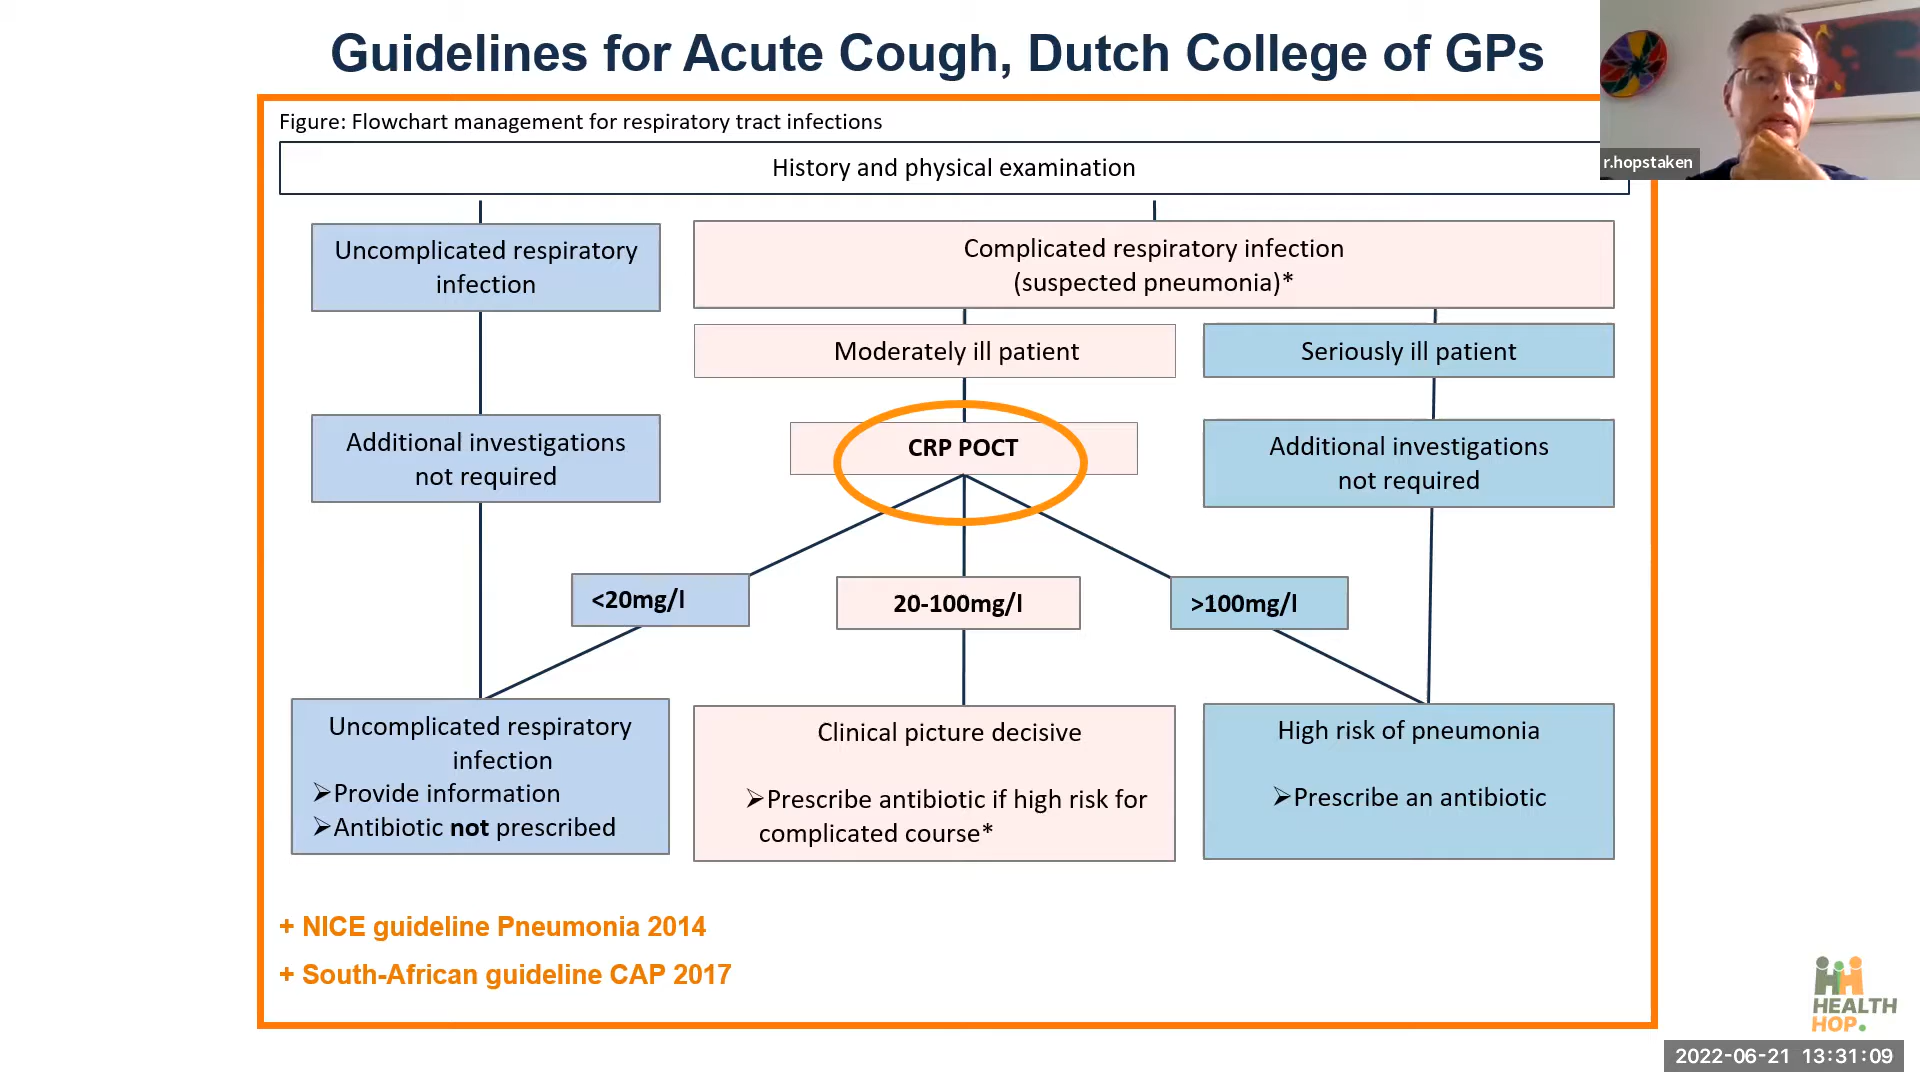 Guidelines for Acute Cough, Dutch College of GPs
r.hopstaken
Figure: Flowchart management for respiratory tract infections
History and physical examination
Uncomplicated respiratory
infection
Complicated respiratory infection
(suspected pneumonia)*
Moderately ill patient
Seriously ill patient
Additional investigations
not required
CRP POCT
Additional investigations
not required
<20mg/l
20-100mg/l
>100mg/l
Uncomplicated respiratory
infection
➢Provide information
➢Antibiotic not prescribed
Clinical picture decisive
➢Prescribe antibiotic if high risk for
complicated course*
High risk of pneumonia
➢Prescribe an antibiotic
+ NICE guideline Pneumonia 2014
+ South-African guideline CAP 2017
HEALTH
HOP.
2022-06-21 13:31:09